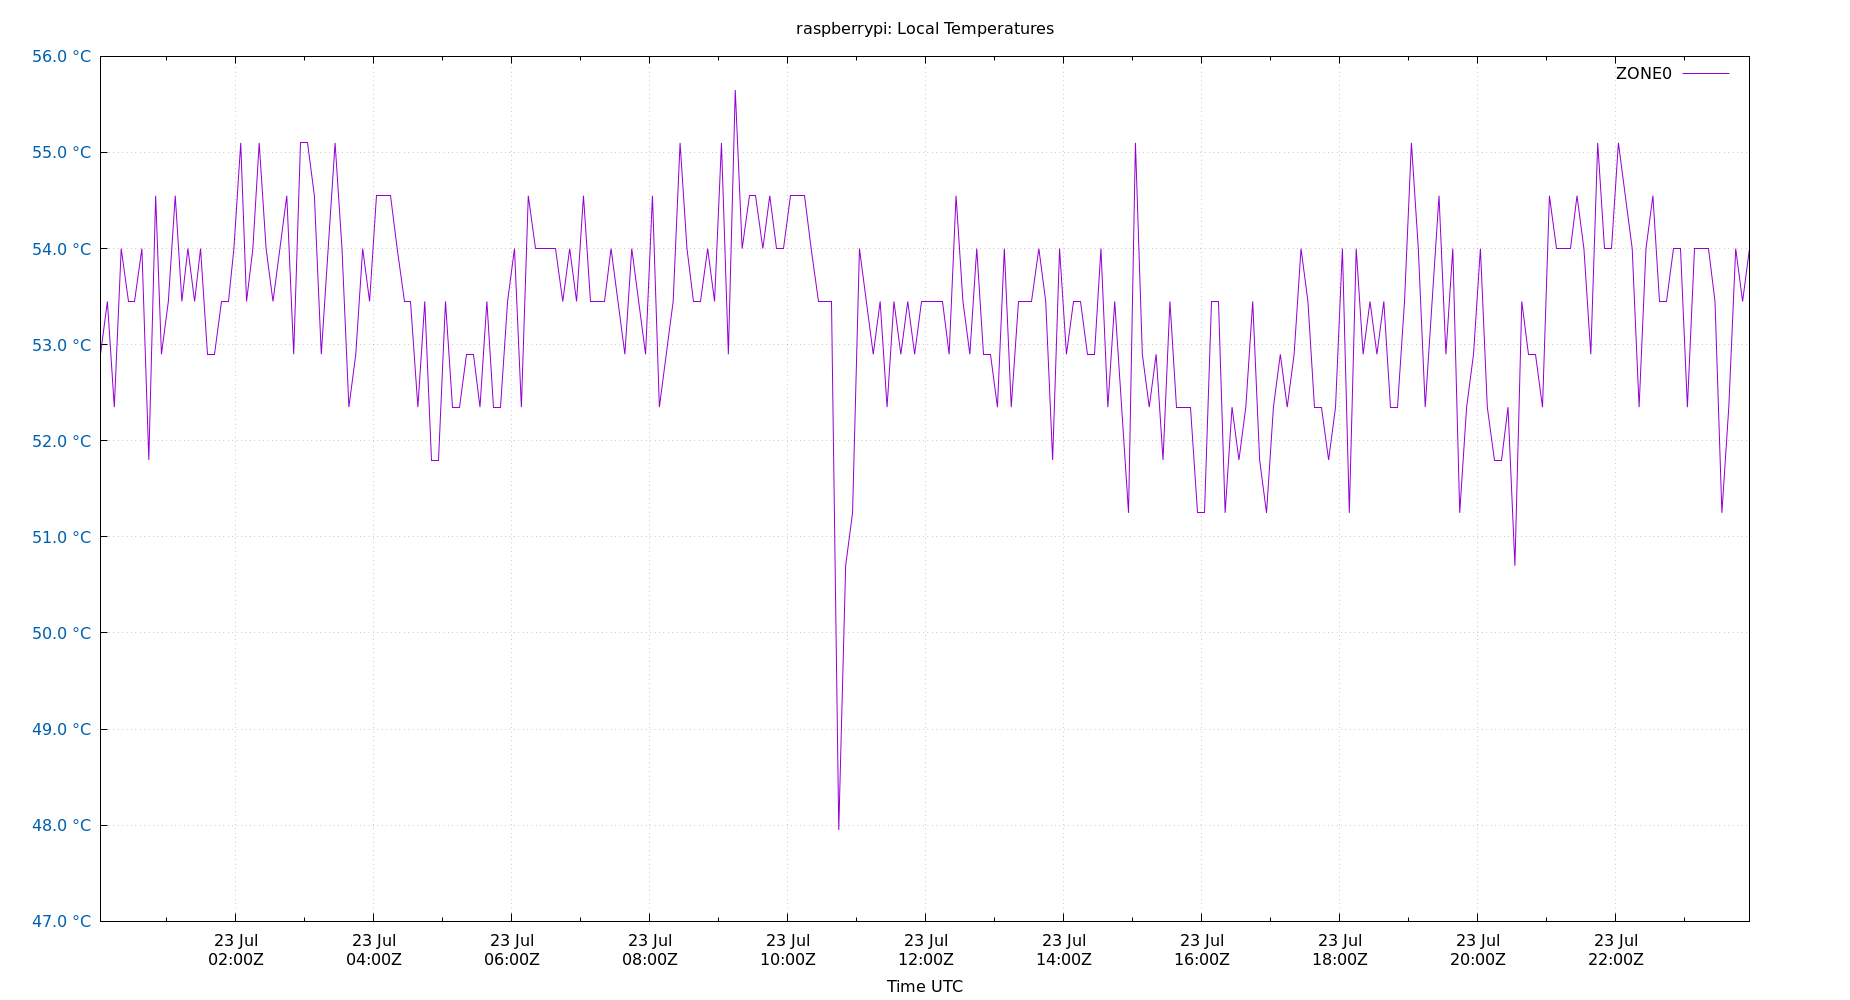 raspberrypi: Local Temperatures
56.0 °C
ZONE0
55.0 °C
54.0 °C
53.0 °C
52.0 °C
51.0 °C
50.0 °C
49.0 °C
48.0 °C
47.0 °C
23 Jul 23 Jul 23 Jul 23 Jul 23 Jul 23 Jul 23 Jul 23 Jul 23 Jul 23 Jul 23 Jul
02:00Z 04:00Z 06:00Z 08:00Z 10:00Z 12:00Z 14:00Z 16:00Z 18:00Z 20:00Z 22:00Z
Time UTC